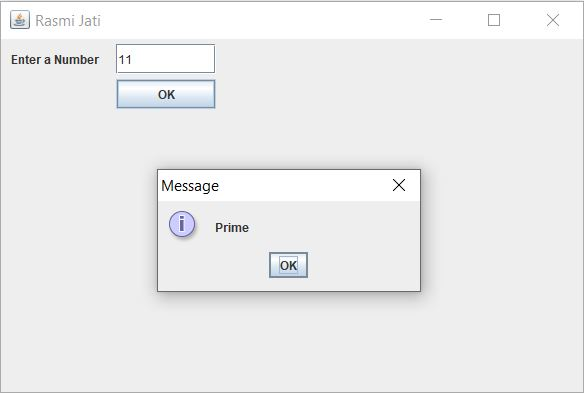 Rasmi Jati
Enter a Number 11
OK
Message
i Prime
OK